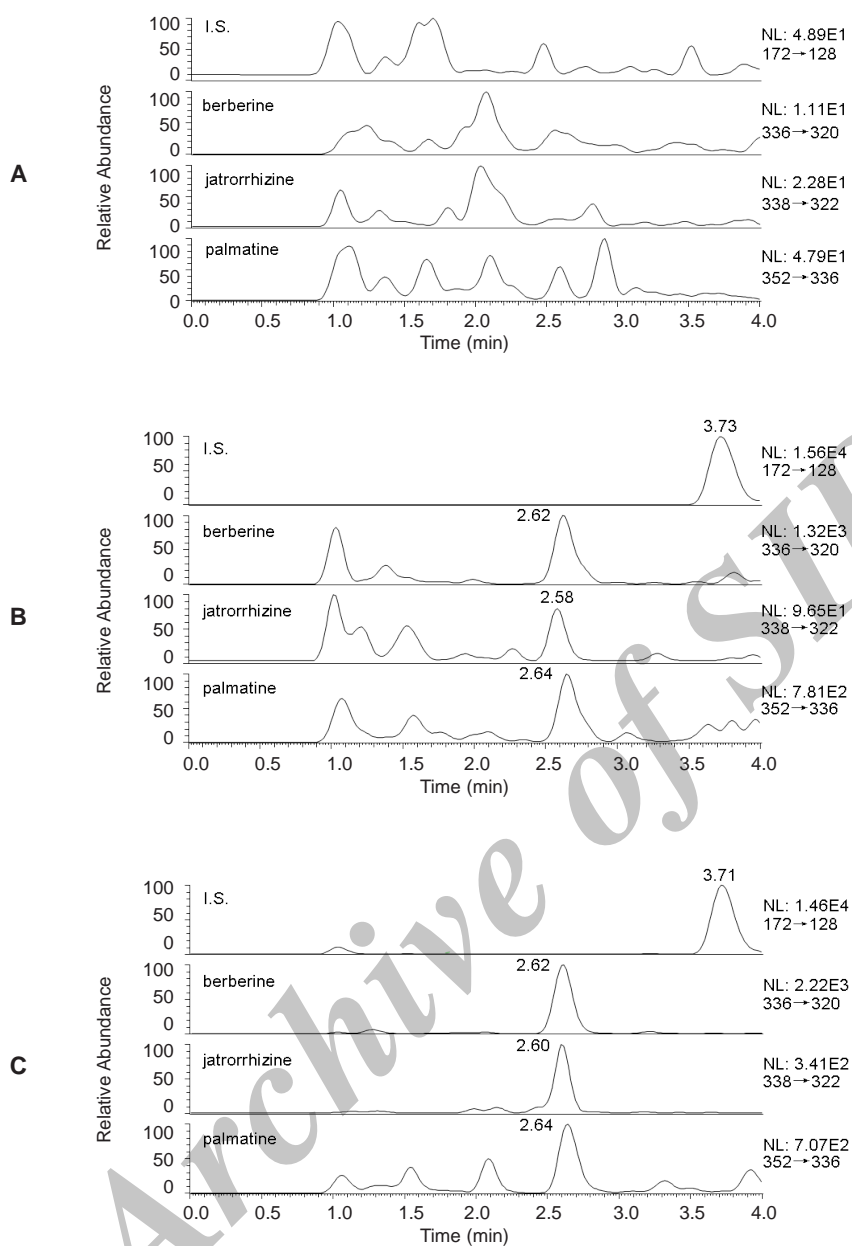 A
Relative Abundance
100
50
0
I.S.
NL: 4.89E1
172→128
100
50
0
berberine
NL: 1.11E1
336→320
100
50
0
jatrorrhizine
NL: 2.28E1
338→322
100
50
0
palmatine
NL: 4.79E1
352→336
0.0 0.5 1.0 1.5 2.0 2.5 3.0 3.5 4.0
Time (min)
B
Relative Abundance
100
50
0
I.S.
3.73
NL: 1.56E4
172→128
100
50
0
berberine
2.62
NL: 1.32E3
336→320
100
50
0
jatrorrhizine
2.58
NL: 9.65E1
338→322
100
50
0
palmatine
2.64
NL: 7.81E2
352→336
0.0 0.5 1.0 1.5 2.0 2.5 3.0 3.5 4.0
Time (min)
C
Relative Abundance
100
50
0
I.S.
3.71
NL: 1.46E4
172→128
100
50
0
berberine
2.62
NL: 2.22E3
336→320
100
50
0
jatrorrhizine
2.60
NL: 3.41E2
338→322
100
50
0
palmatine
2.64
NL: 7.07E2
352→336
0.0 0.5 1.0 1.5 2.0 2.5 3.0 3.5 4.0
Time (min)
Archive of